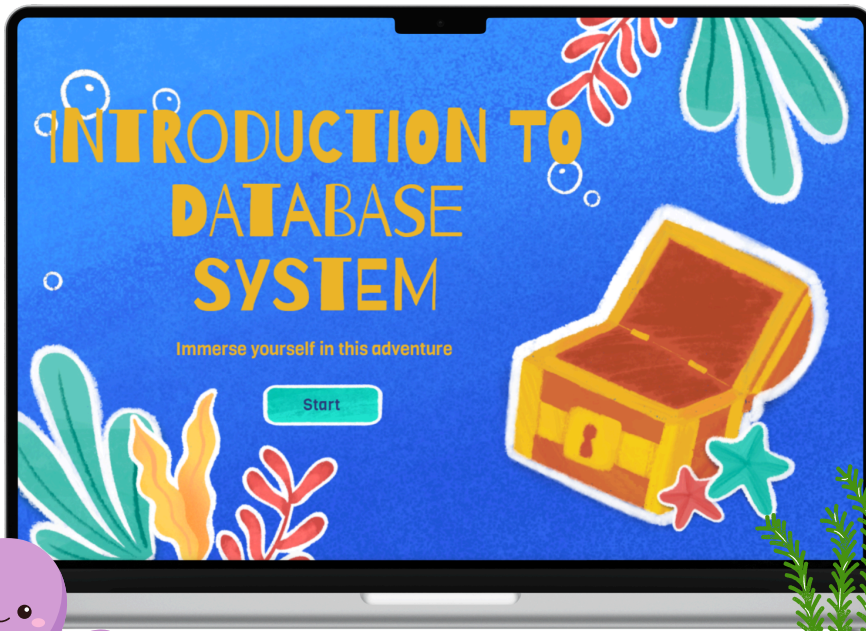 INTRODUCTION TO
DATABASE
SYSTEM
Immerse yourself in this adventure
Start